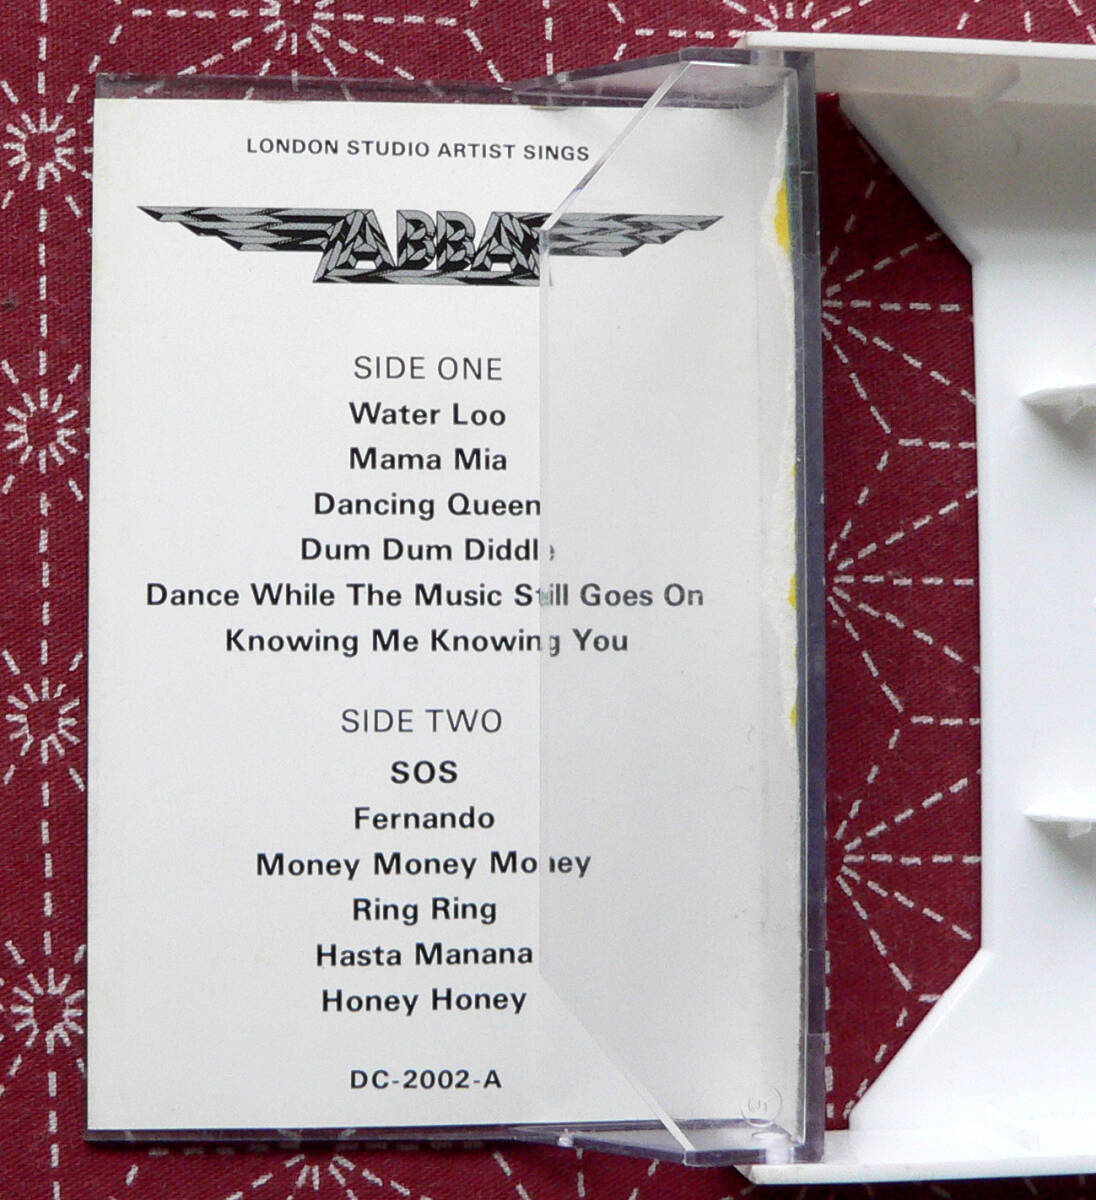 LONDON STUDIO ARTIST SINGS
ABBA
SIDE ONE
Water Loo
Mama Mia
Dancing Queen
Dum Dum Diddle
Dance While The Music Still Goes On
Knowing Me Knowing You
SIDE TWO
SOS
Fernando
Money Money Money
Ring Ring
Hasta Manana
Honey Honey
DC-2002-A